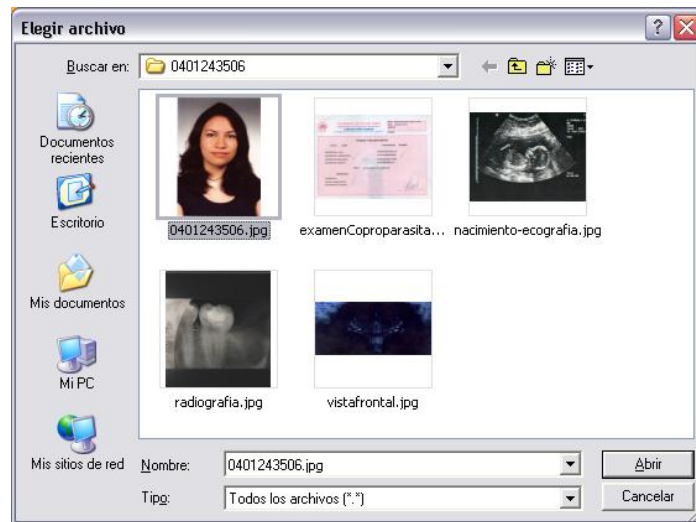 Elegir archivo
Buscar en:
0401243506
Documentos
recientes
Escritorio
Mis documentos
Mi PC
Mis sitios de red
0401243506.jpg
examenCoproparasita...
nacimiento-ecografia.jpg
radiografia.jpg
vistafrontal.jpg
Nombre:
0401243506.jpg
Abrir
Tipo:
Todos los archivos (*.*)
Cancelar